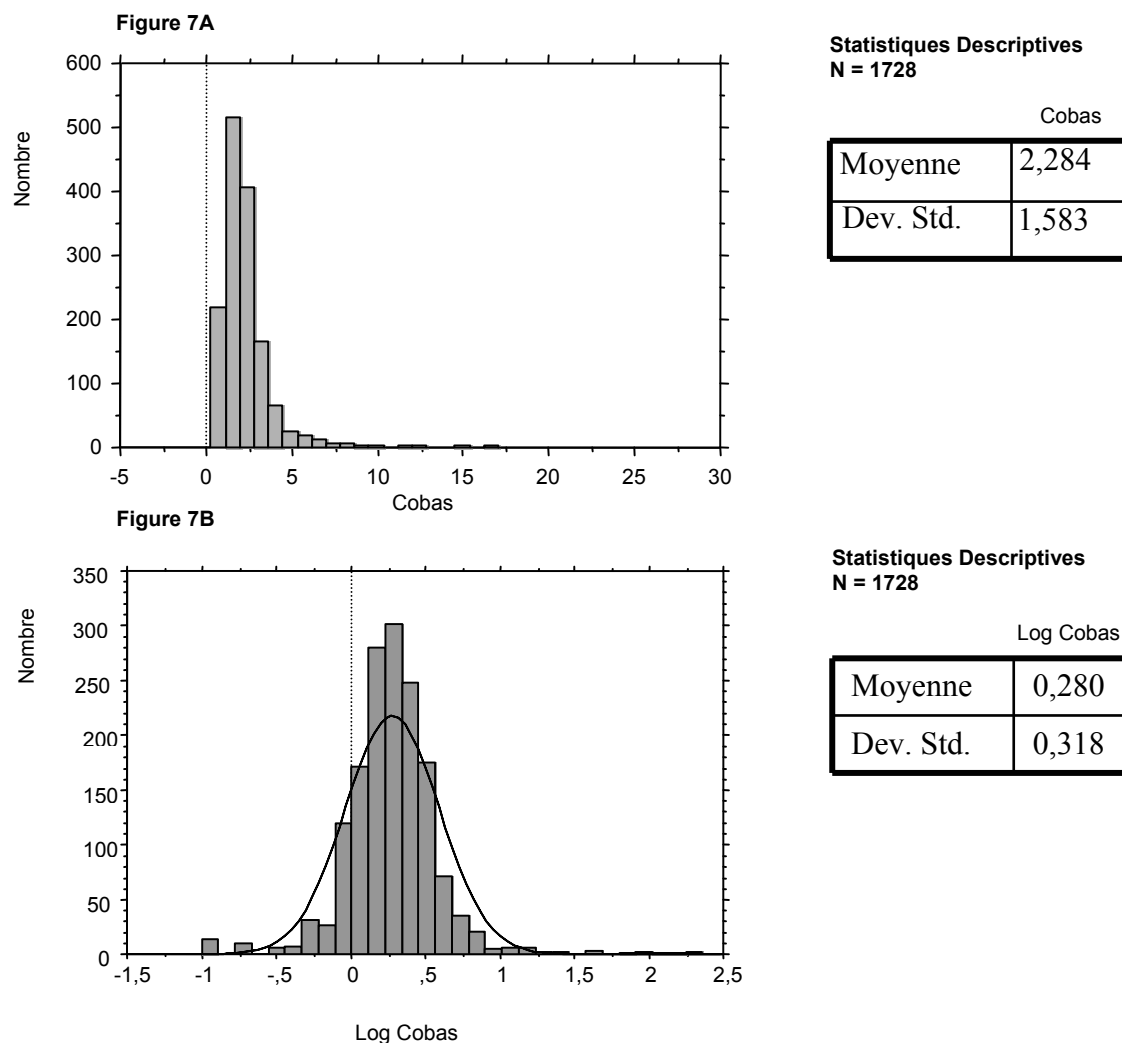 Figure 7A
600
500
400
300
200
100
0
Nombre
-5 0 5 10 15 20 25 30
Cobas
Statistiques Descriptives
N = 1728
Cobas
Moyenne 2,284
Dev. Std. 1,583
Figure 7B
350
300
250
200
150
100
50
0
Nombre
-1,5 -1 -,5 0 ,5 1 1,5 2 2,5
Log Cobas
Statistiques Descriptives
N = 1728
Log Cobas
Moyenne 0,280
Dev. Std. 0,318